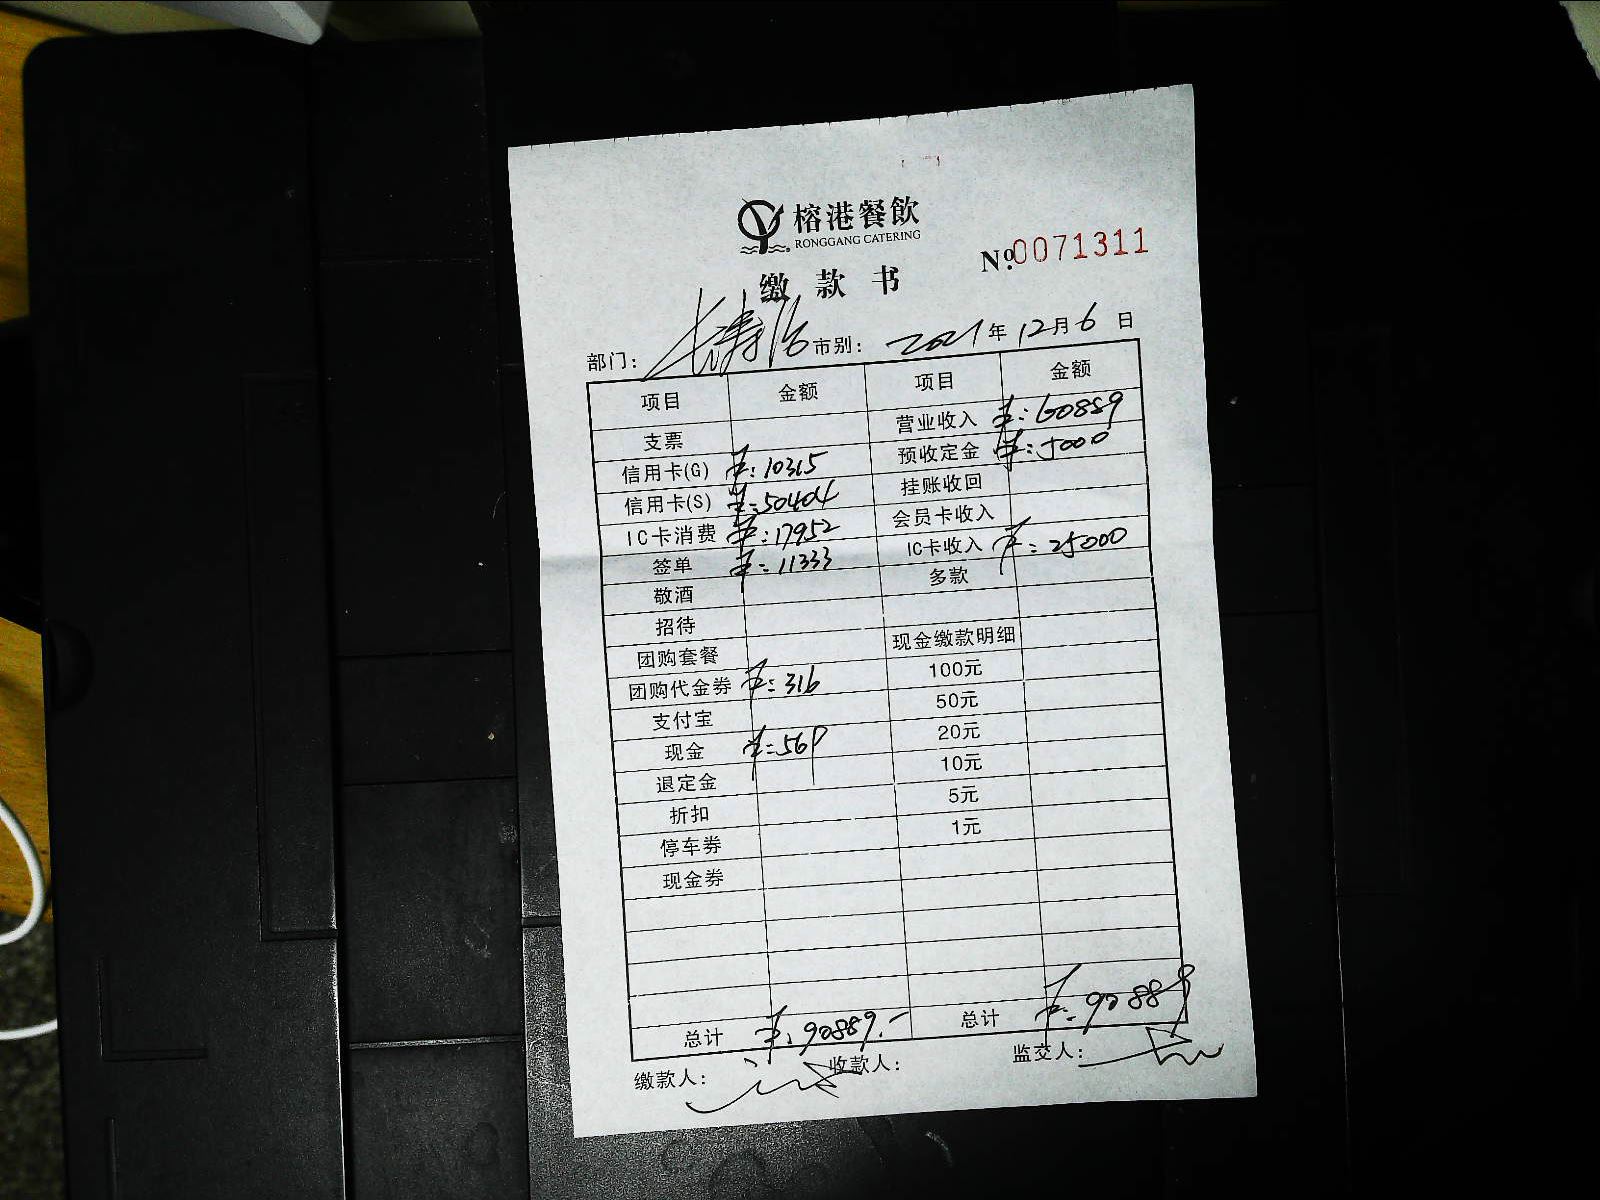 榕港餐飲
RONGGANG CATERING
No.0071311
缴款书
部门： 市别： 2021年12月6日
项目 金额 项目 金额
支票 营业收入 ¥:60889
信用卡(G) ¥:10315 预收定金 ¥:5000
信用卡(S) ¥:50404 挂账收回
IC卡消费 ¥:17952 会员卡收入
签单 ¥:11333 IC卡收入 ¥:25000
敬酒 多款
招待
团购套餐 现金缴款明细
团购代金券 ¥:316 100元
支付宝 50元
现金 ¥:569 20元
退定金 10元
折扣 5元
停车券 1元
现金券
总计 ¥:90889.- 总计 ¥:90889
缴款人： 收款人： 监交人：